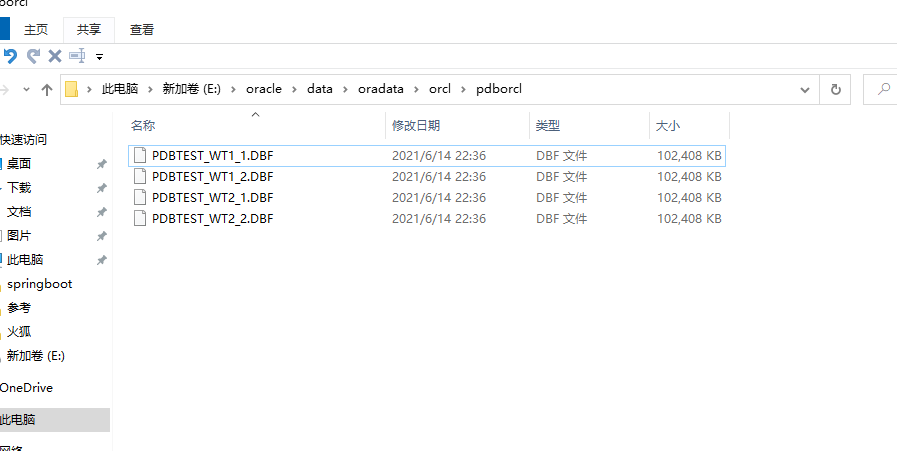 主页 共享 查看
此电脑 新加卷 (E:) oracle data oradata orcl pdborcl
名称 修改日期 类型 大小
快速访问
桌面
下载
文档
图片
此电脑
springboot
参考
火狐
新加卷 (E:)
OneDrive
此电脑
PDBTEST_WT1_1.DBF 2021/6/14 22:36 DBF 文件 102,408 KB
PDBTEST_WT1_2.DBF 2021/6/14 22:36 DBF 文件 102,408 KB
PDBTEST_WT2_1.DBF 2021/6/14 22:36 DBF 文件 102,408 KB
PDBTEST_WT2_2.DBF 2021/6/14 22:36 DBF 文件 102,408 KB